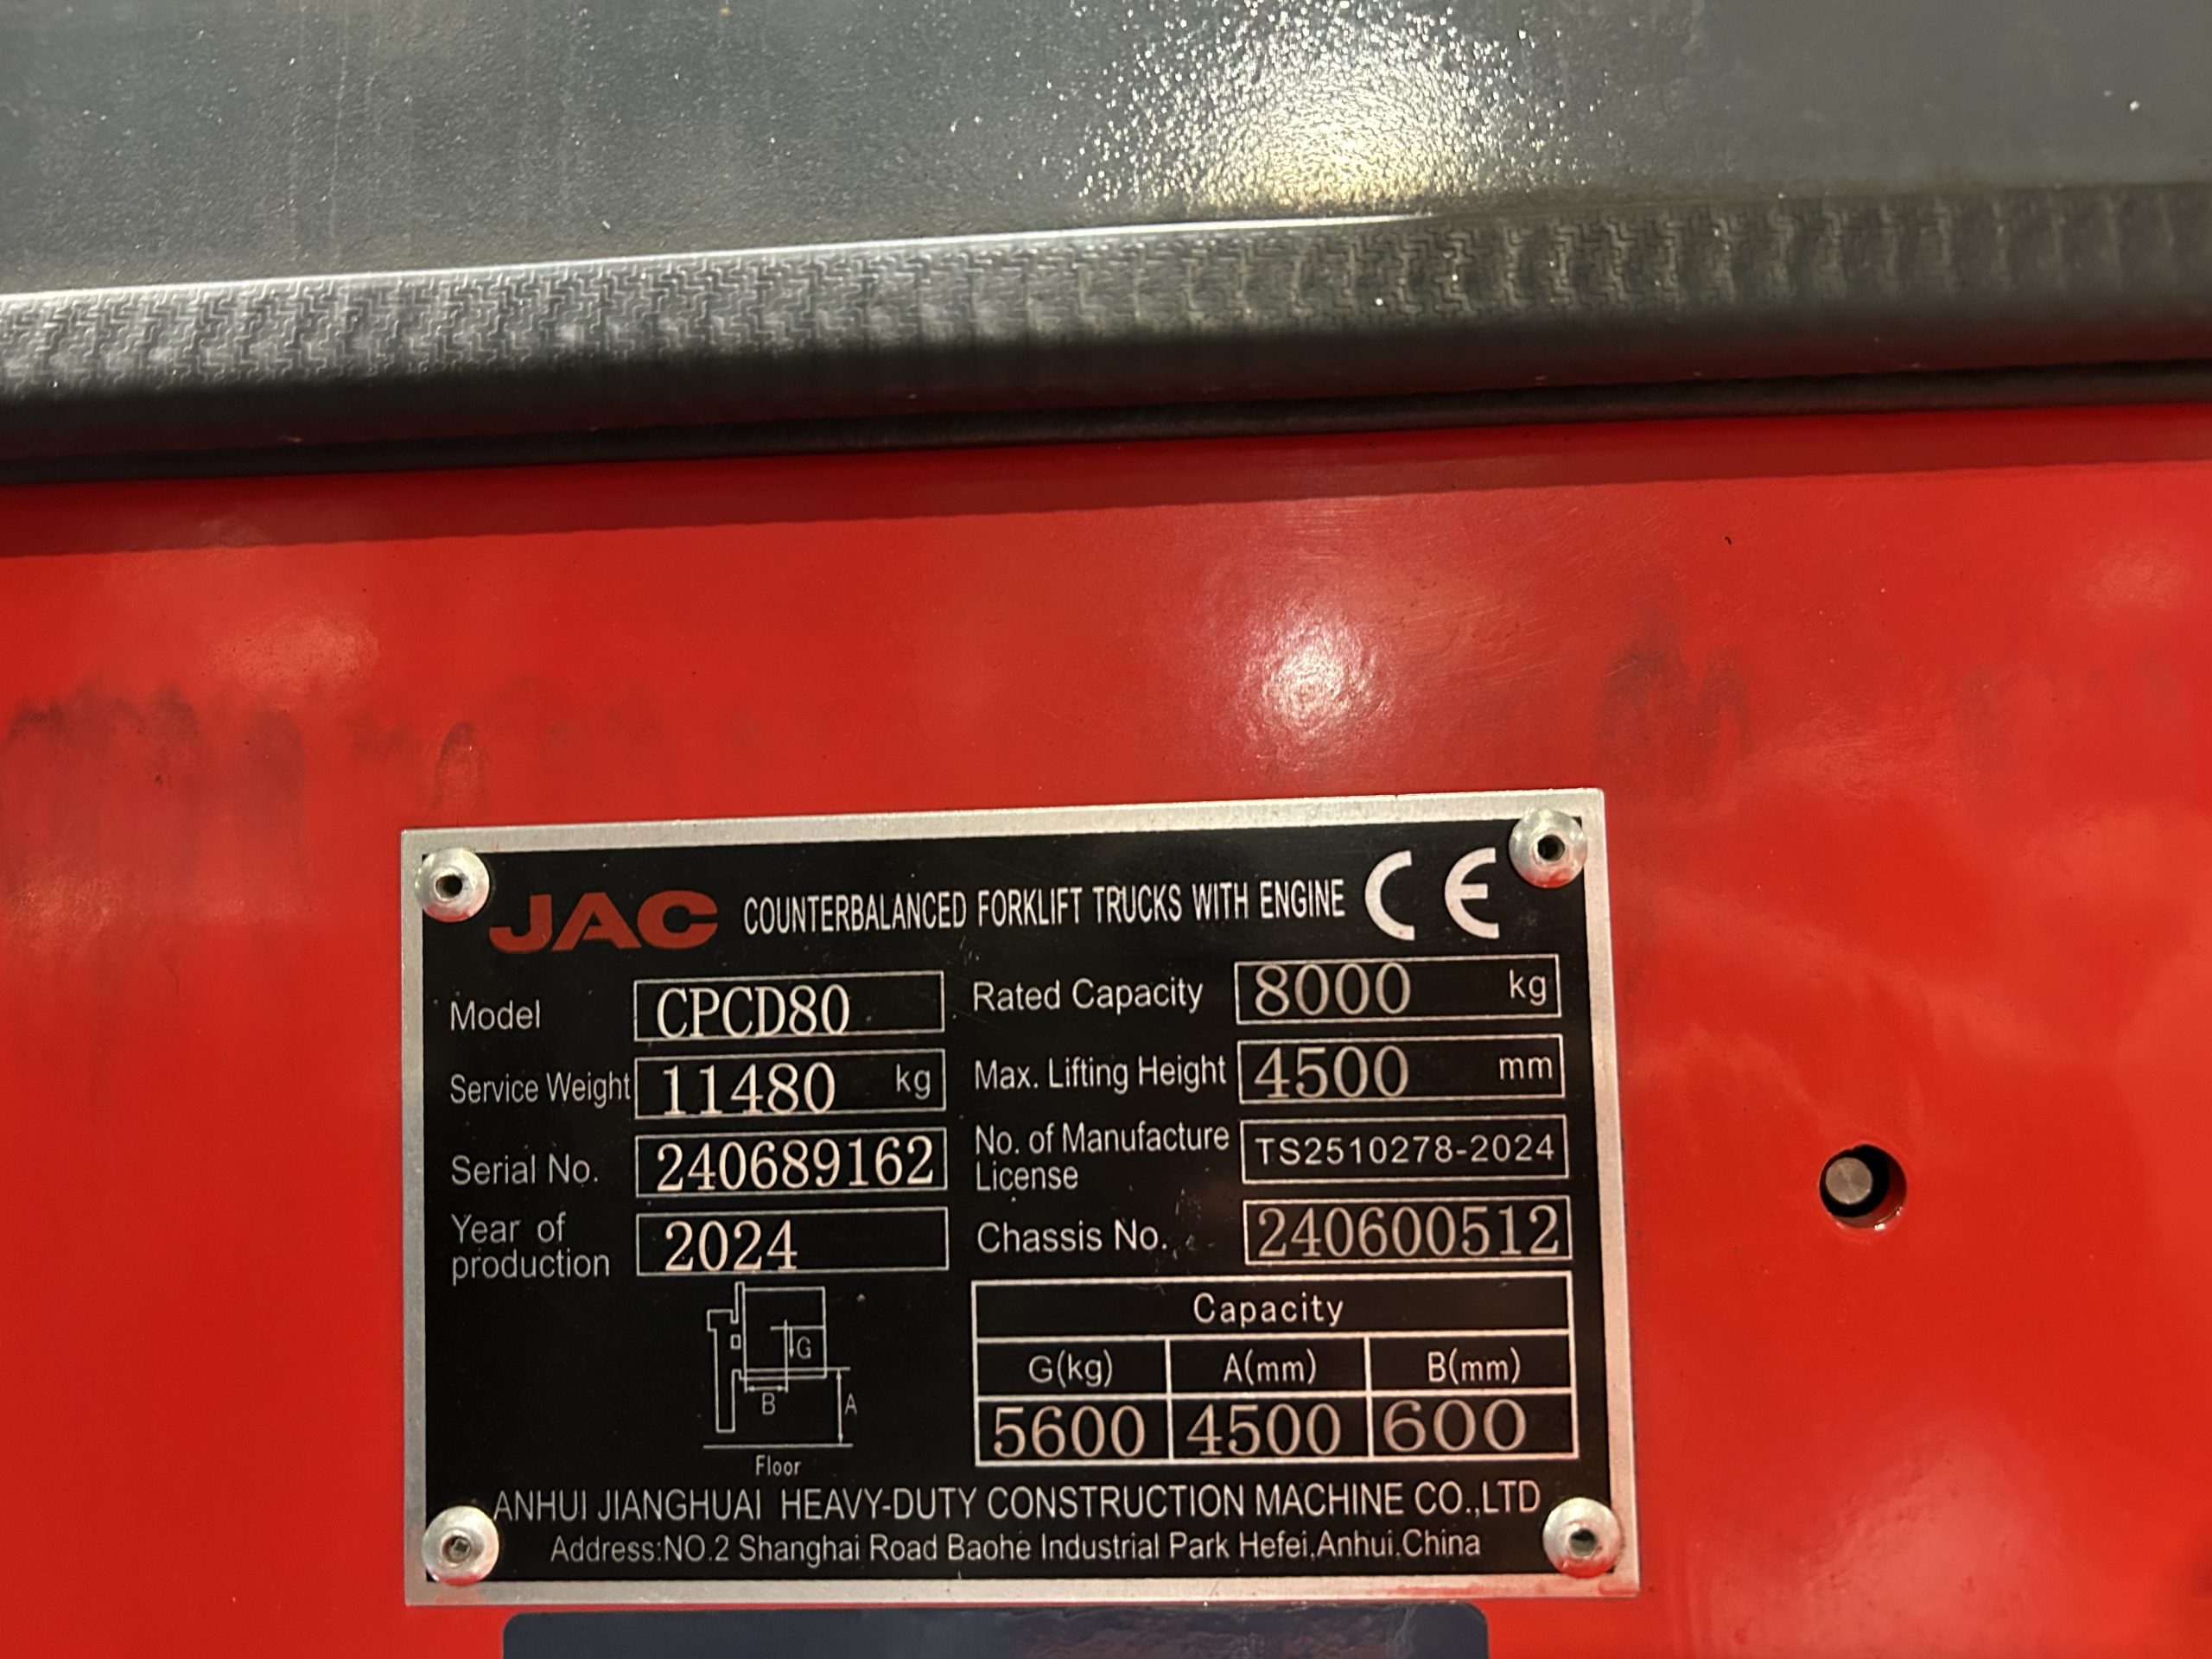 JAC COUNTERBALANCED FORKLIFT TRUCKS WITH ENGINE CE
Model CPCD80 Rated Capacity 8000 kg
Service Weight 11480 kg Max. Lifting Height 4500 mm
Serial No. 240689162 No. of Manufacture License TS2510278-2024
Year of production 2024 Chassis No. 240600512
Capacity
G(kg) A(mm) B(mm)
5600 4500 600
G
B
A
Floor
ANHUI JIANGHUAI HEAVY-DUTY CONSTRUCTION MACHINE CO.,LTD
Address:NO.2 Shanghai Road Baohe Industrial Park Hefei,Anhui.China